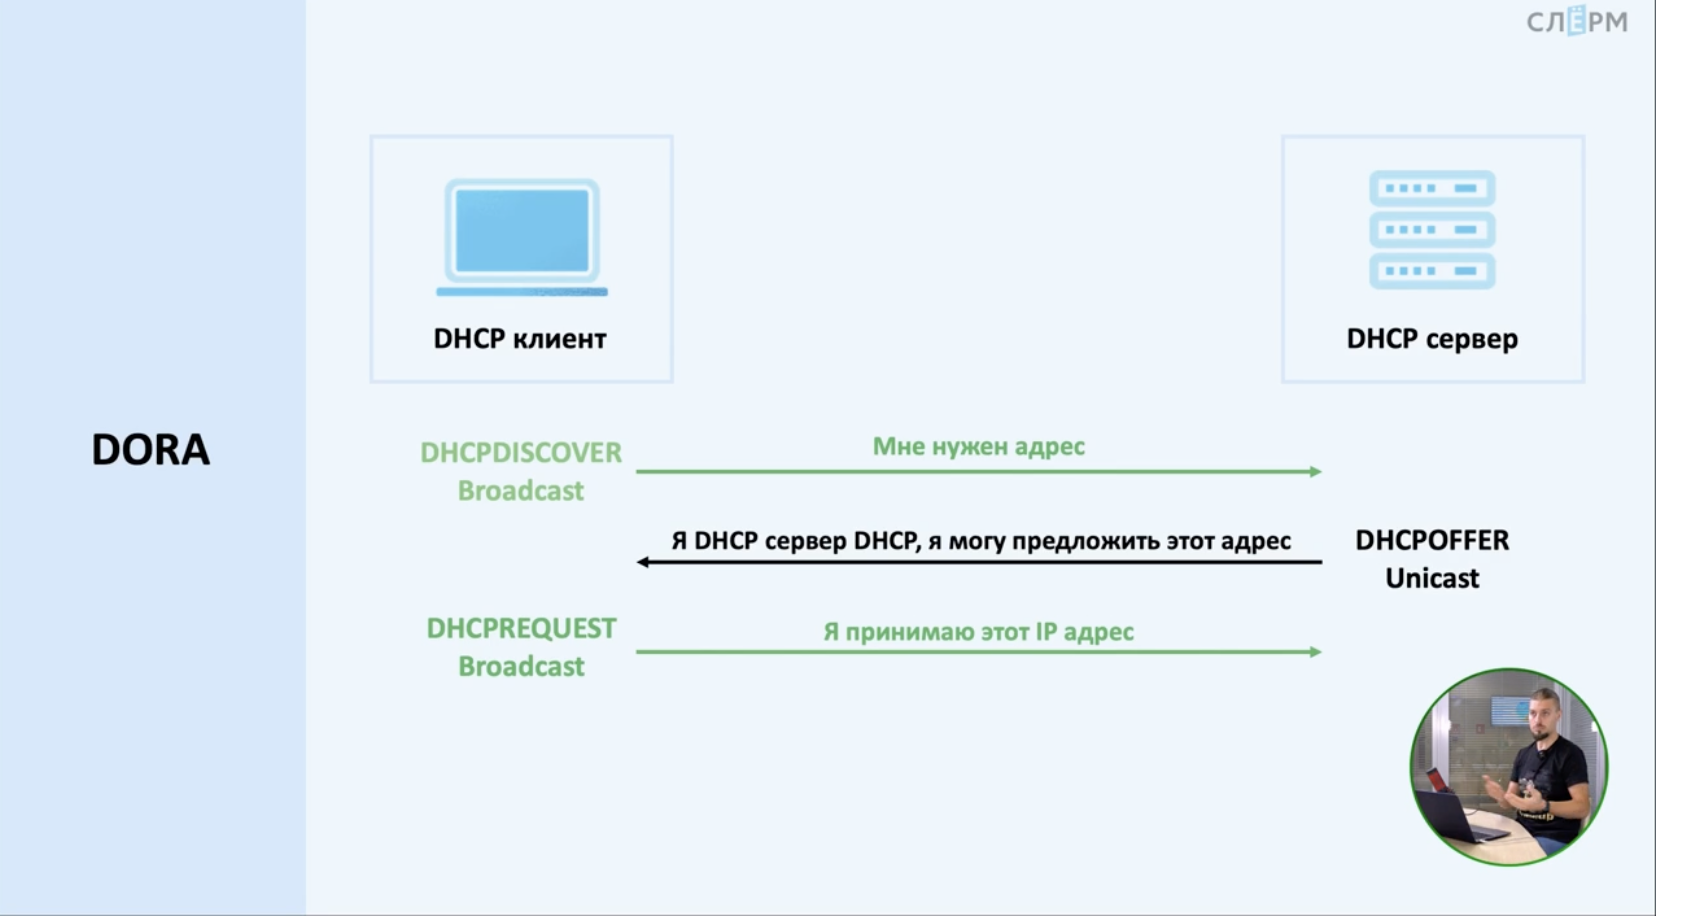 СЛЁРМ
DHCP клиент
DHCP сервер
DORA
DHCPDISCOVER
Broadcast
Мне нужен адрес
Я DHCP сервер DHCP, я могу предложить этот адрес
DHCPOFFER
Unicast
DHCPREQUEST
Broadcast
Я принимаю этот IP адрес